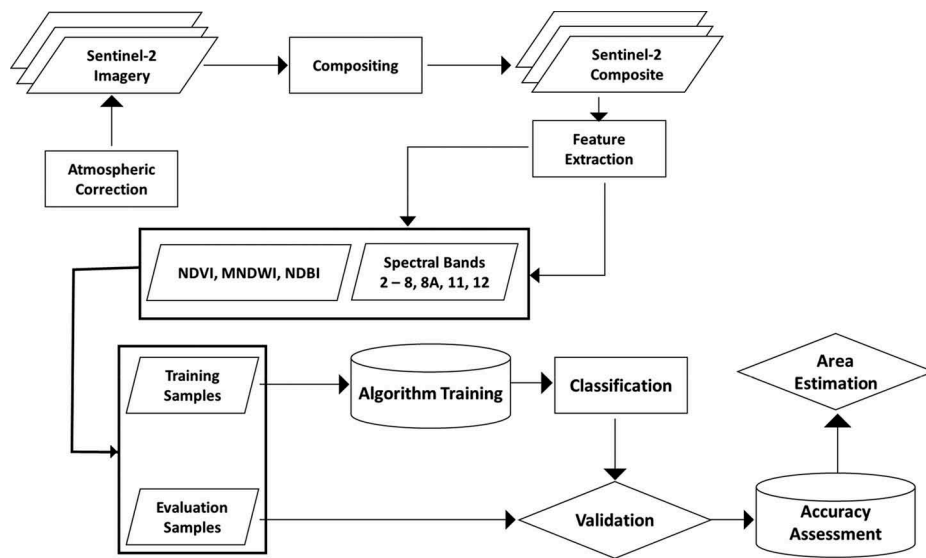 Sentinel-2
Imagery
Compositing
Sentinel-2
Composite
Atmospheric
Correction
Feature
Extraction
NDVI, MNDWI, NDBI
Spectral Bands
2 – 8, 8A, 11, 12
Training
Samples
Algorithm Training
Classification
Area
Estimation
Evaluation
Samples
Validation
Accuracy
Assessment